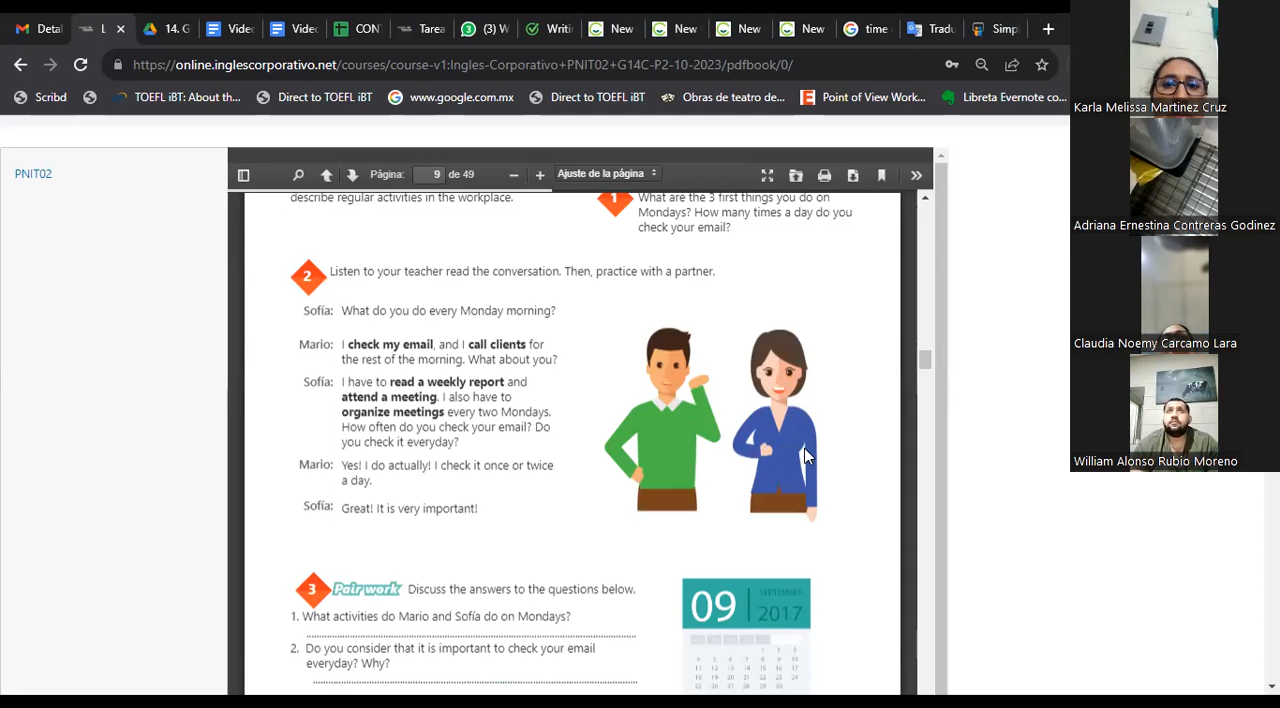 Detal
L
14. G
Videc
Videc
CON
Tarea
(3) W
Writi
New
New
New
New
time
Tradu
Simp
https://online.inglescorporativo.net/courses/course-v1:Ingles-Corporativo+PNIT02+G14C-P2-10-2023/pdfbook/0/
Scribd
TOEFL iBT: About th...
Direct to TOEFL iBT
www.google.com.mx
Direct to TOEFL iBT
Obras de teatro de...
Point of View Work...
Libreta Evernote co...
PNIT02
Página: 9 de 49
Ajuste de la página
describe regular activities in the workplace.
1
What are the 3 first things you do on
Mondays? How many times a day do you
check your email?
2
Listen to your teacher read the conversation. Then, practice with a partner.
Sofía: What do you do every Monday morning?
Mario: I check my email, and I call clients for
the rest of the morning. What about you?
Sofía: I have to read a weekly report and
attend a meeting. I also have to
organize meetings every two Mondays.
How often do you check your email? Do
you check it everyday?
Mario: Yes! I do actually! I check it once or twice
a day.
Sofía: Great! It is very important!
3
Pair work Discuss the answers to the questions below.
1. What activities do Mario and Sofía do on Mondays?
2. Do you consider that it is important to check your email
everyday? Why?
09 SEPTEMBER
2017
Karla Melissa Martinez Cruz
Adriana Ernestina Contreras Godinez
Claudia Noemy Carcamo Lara
William Alonso Rubio Moreno